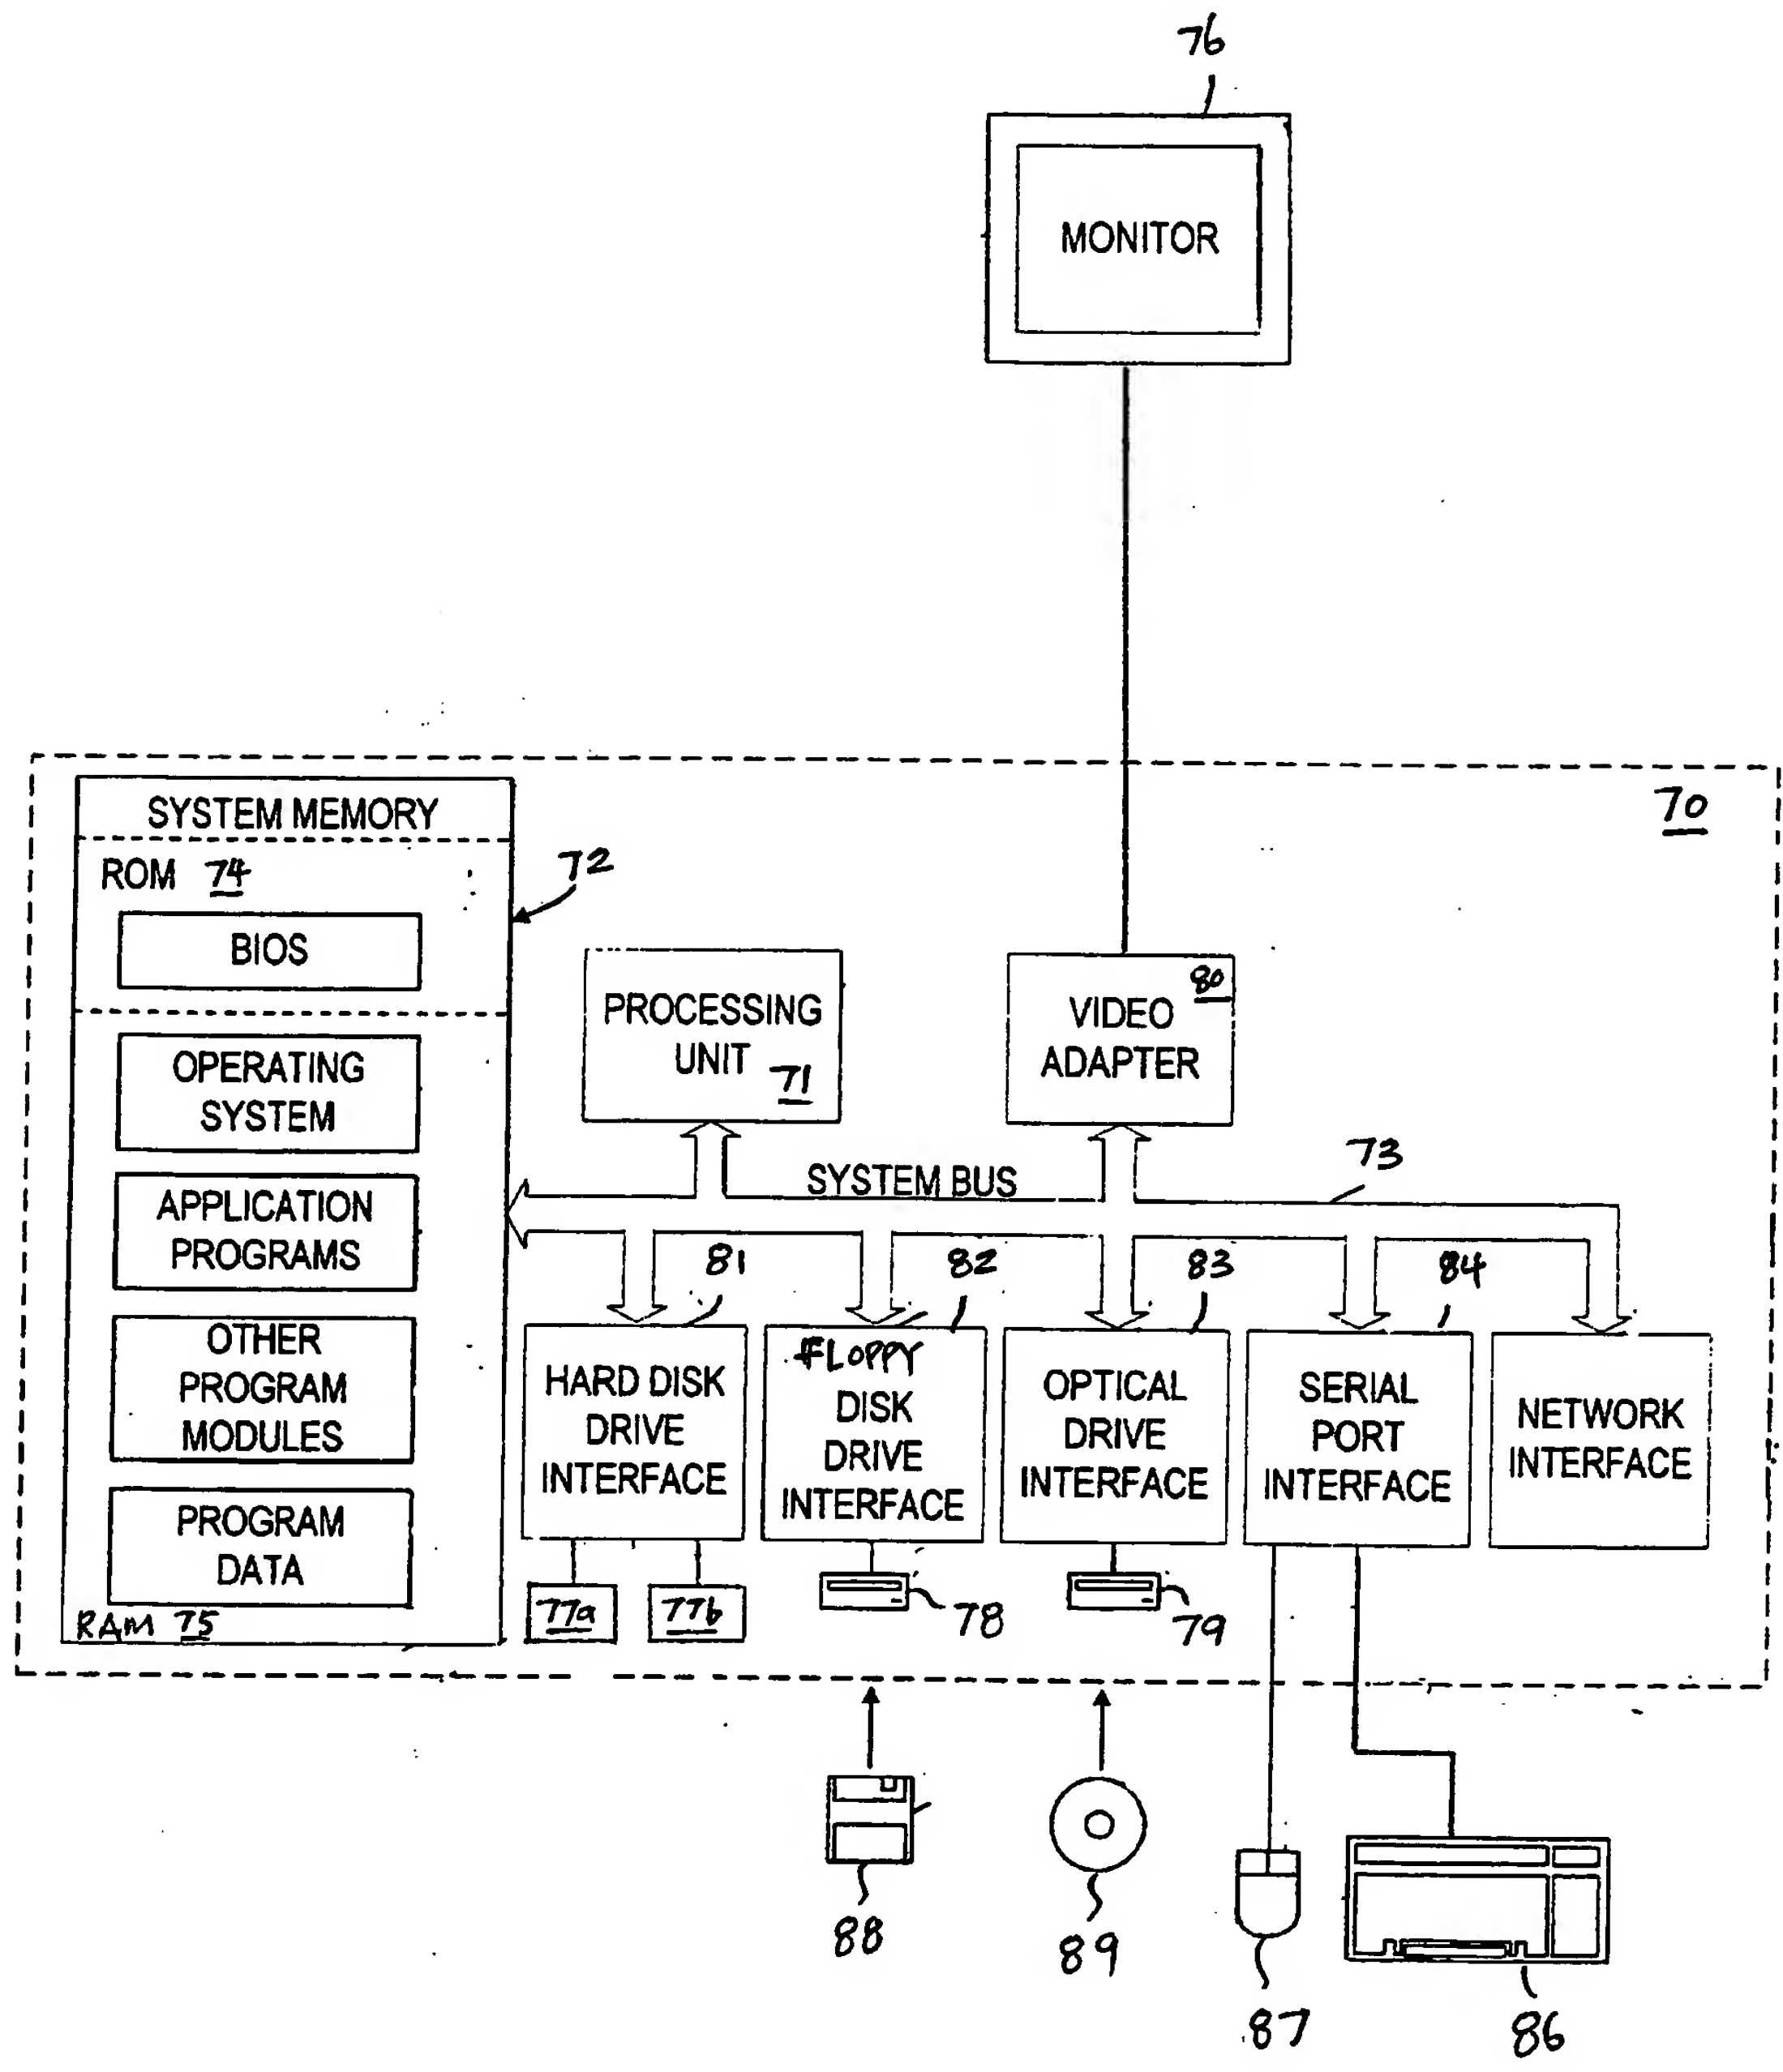 76
MONITOR
70
SYSTEM MEMORY
ROM 74
72
BIOS
OPERATING
SYSTEM
APPLICATION
PROGRAMS
OTHER
PROGRAM
MODULES
PROGRAM
DATA
RAM 75
PROCESSING
UNIT
71
80
VIDEO
ADAPTER
SYSTEM BUS
73
81
82
83
84
HARD DISK
DRIVE
INTERFACE
FLOPPY
DISK
DRIVE
INTERFACE
OPTICAL
DRIVE
INTERFACE
SERIAL
PORT
INTERFACE
NETWORK
INTERFACE
77a
77b
78
79
88
89
87
86